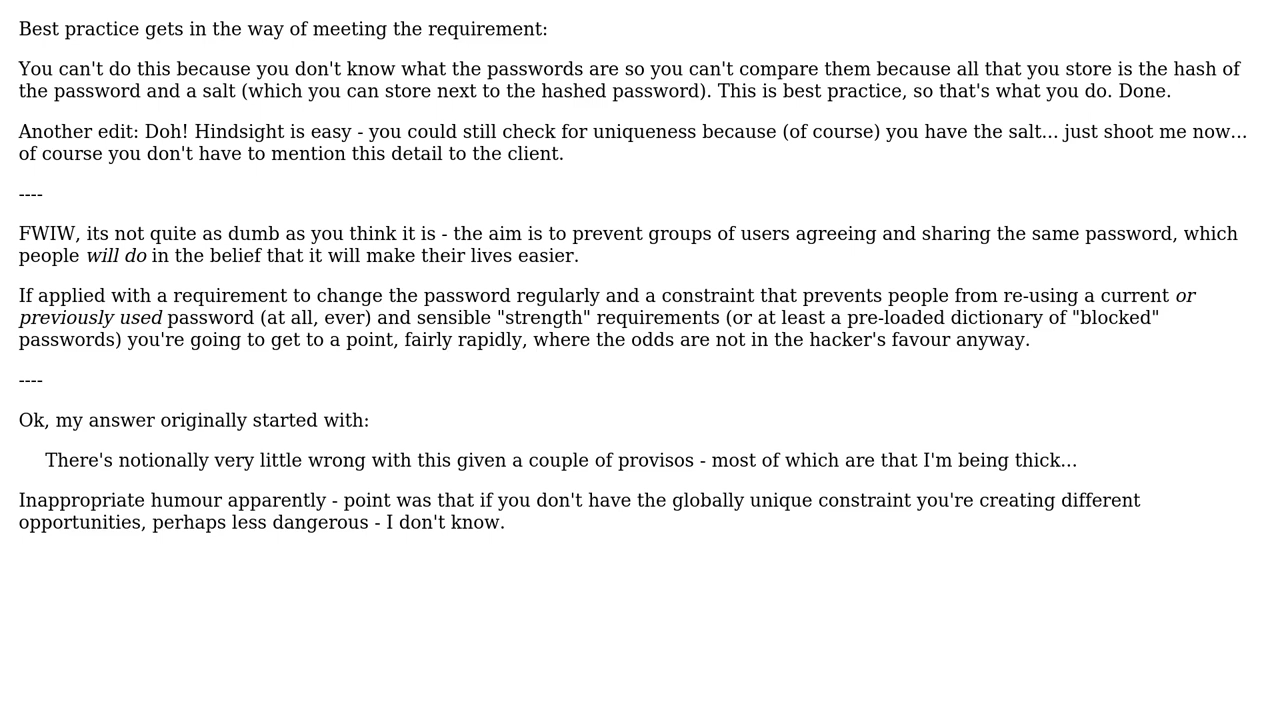 Best practice gets in the way of meeting the requirement:
You can't do this because you don't know what the passwords are so you can't compare them because all that you store is the hash of
the password and a salt (which you can store next to the hashed password). This is best practice, so that's what you do. Done.
Another edit: Doh! Hindsight is easy - you could still check for uniqueness because (of course) you have the salt... just shoot me now...
of course you don't have to mention this detail to the client.
----
FWIW, its not quite as dumb as you think it is - the aim is to prevent groups of users agreeing and sharing the same password, which
people will do in the belief that it will make their lives easier.
If applied with a requirement to change the password regularly and a constraint that prevents people from re-using a current or
previously used password (at all, ever) and sensible "strength" requirements (or at least a pre-loaded dictionary of "blocked"
passwords) you're going to get to a point, fairly rapidly, where the odds are not in the hacker's favour anyway.
----
Ok, my answer originally started with:
There's notionally very little wrong with this given a couple of provisos - most of which are that I'm being thick...
Inappropriate humour apparently - point was that if you don't have the globally unique constraint you're creating different
opportunities, perhaps less dangerous - I don't know.